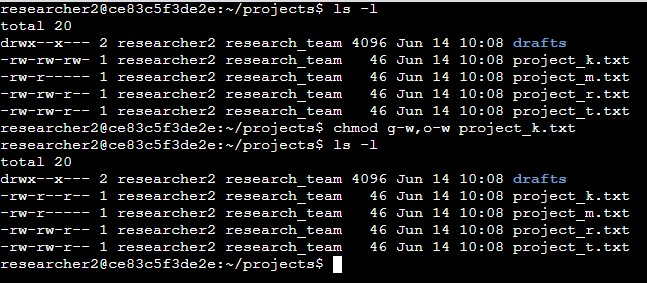 researcher2@ce83c5f3de2e:~/projects$ ls -l
total 20
drwx--x--- 2 researcher2 research_team 4096 Jun 14 10:08 drafts
-rw-rw-rw- 1 researcher2 research_team   46 Jun 14 10:08 project_k.txt
-rw-r----- 1 researcher2 research_team   46 Jun 14 10:08 project_m.txt
-rw-rw-r-- 1 researcher2 research_team   46 Jun 14 10:08 project_r.txt
-rw-rw-r-- 1 researcher2 research_team   46 Jun 14 10:08 project_t.txt
researcher2@ce83c5f3de2e:~/projects$ chmod g-w,o-w project_k.txt
researcher2@ce83c5f3de2e:~/projects$ ls -l
total 20
drwx--x--- 2 researcher2 research_team 4096 Jun 14 10:08 drafts
-rw-r--r-- 1 researcher2 research_team   46 Jun 14 10:08 project_k.txt
-rw-r----- 1 researcher2 research_team   46 Jun 14 10:08 project_m.txt
-rw-rw-r-- 1 researcher2 research_team   46 Jun 14 10:08 project_r.txt
-rw-rw-r-- 1 researcher2 research_team   46 Jun 14 10:08 project_t.txt
researcher2@ce83c5f3de2e:~/projects$